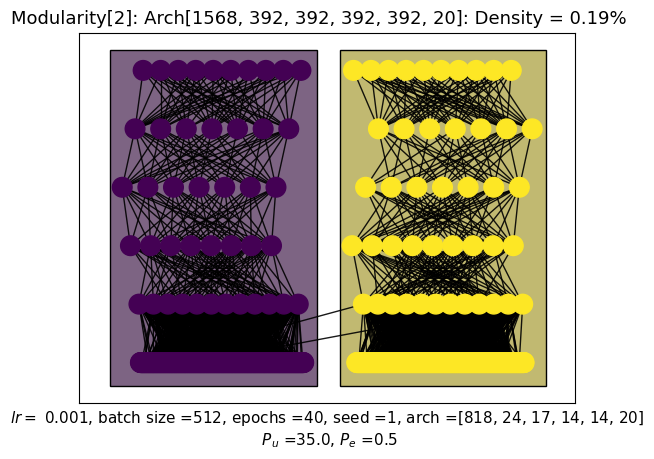 Modularity[2]: Arch[1568, 392, 392, 392, 392, 20]: Density = 0.19%
lr = 0.001, batch size =512, epochs =40, seed =1, arch =[818, 24, 17, 14, 14, 20]
P_u =35.0, P_e =0.5